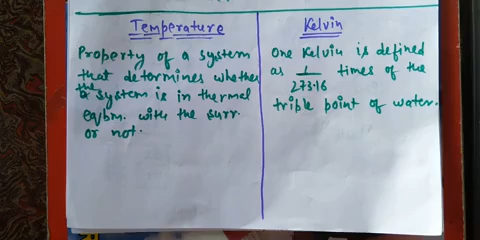 Temperature
Property of a system
that determines whether
the system is in thermal
eqbm. with the surr.
or not.
Kelvin
One Kelvin is defined
as 1/273.16 times of the
triple point of water.